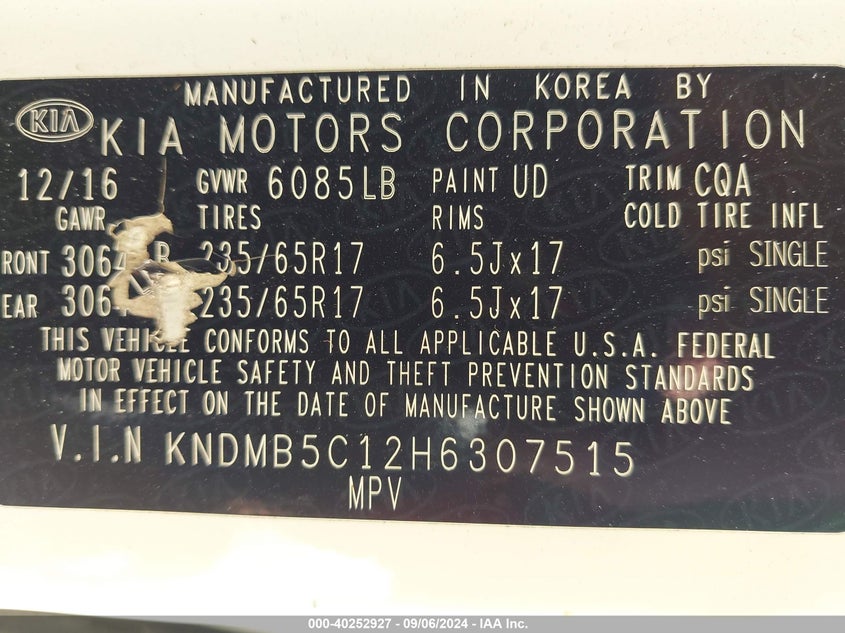 MANUFACTURED IN KOREA BY
KIA KIA MOTORS CORPORATION
12/16 GVWR 6085LB PAINT UD TRIM CQA
GAWR TIRES RIMS COLD TIRE INFL
RONT 235/65R17 6.5Jx17 psi SINGLE
EAR 235/65R17 6.5Jx17 psi SINGLE
THIS VEHICLE CONFORMS TO ALL APPLICABLE U.S.A. FEDERAL
MOTOR VEHICLE SAFETY AND THEFT PREVENTION STANDARDS
IN EFFECT ON THE DATE OF MANUFACTURE SHOWN ABOVE
V.I.N KNDMB5C12H6307515
MPV
000-40252927 - 09/06/2024 - IAA Inc.